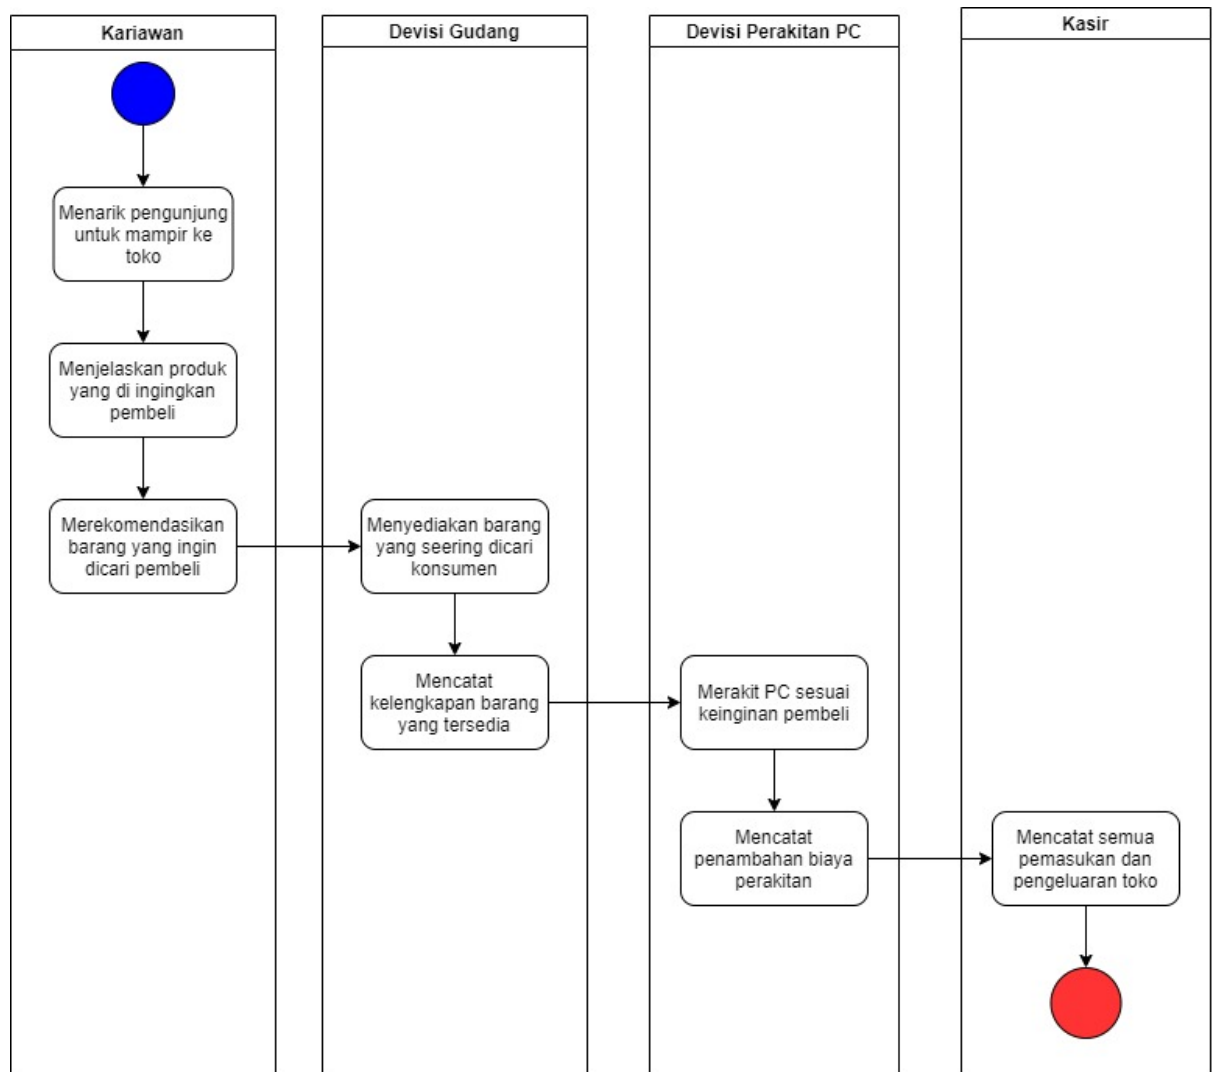 Kariawan
Devisi Gudang
Devisi Perakitan PC
Kasir
Menarik pengunjung
untuk mampir ke
toko
Menjelaskan produk
yang di ingingkan
pembeli
Merekomendasikan
barang yang ingin
dicari pembeli
Menyediakan barang
yang seering dicari
konsumen
Mencatat
kelengkapan barang
yang tersedia
Merakit PC sesuai
keinginan pembeli
Mencatat
penambahan biaya
perakitan
Mencatat semua
pemasukan dan
pengeluaran toko